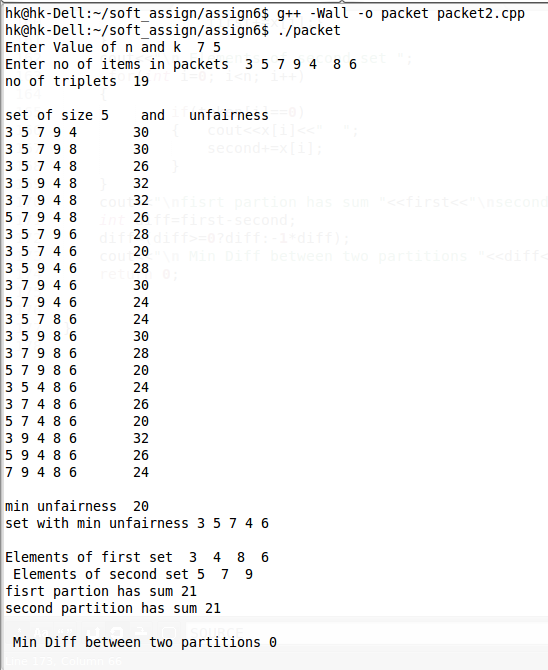 hk@hk-Dell:~/soft_assign/assign6$ g++ -Wall -o packet packet2.cpp
hk@hk-Dell:~/soft_assign/assign6$ ./packet
Enter Value of n and k  7 5
Enter no of items in packets  3 5 7 9 4  8 6
no of triplets  19
set of size 5    and   unfairness
3 5 7 9 4       30
3 5 7 9 8       30
3 5 7 4 8       26
3 5 9 4 8       32
3 7 9 4 8       32
5 7 9 4 8       26
3 5 7 9 6       28
3 5 7 4 6       20
3 5 9 4 6       28
3 7 9 4 6       30
5 7 9 4 6       24
3 5 7 8 6       24
3 5 9 8 6       30
3 7 9 8 6       28
5 7 9 8 6       20
3 5 4 8 6       24
3 7 4 8 6       26
5 7 4 8 6       20
3 9 4 8 6       32
5 9 4 8 6       26
7 9 4 8 6       24
min unfairness  20
set with min unfairness 3 5 7 4 6
Elements of first set  3  4  8  6
Elements of second set 5  7  9
fisrt partion has sum 21
second partition has sum 21
Min Diff between two partitions 0